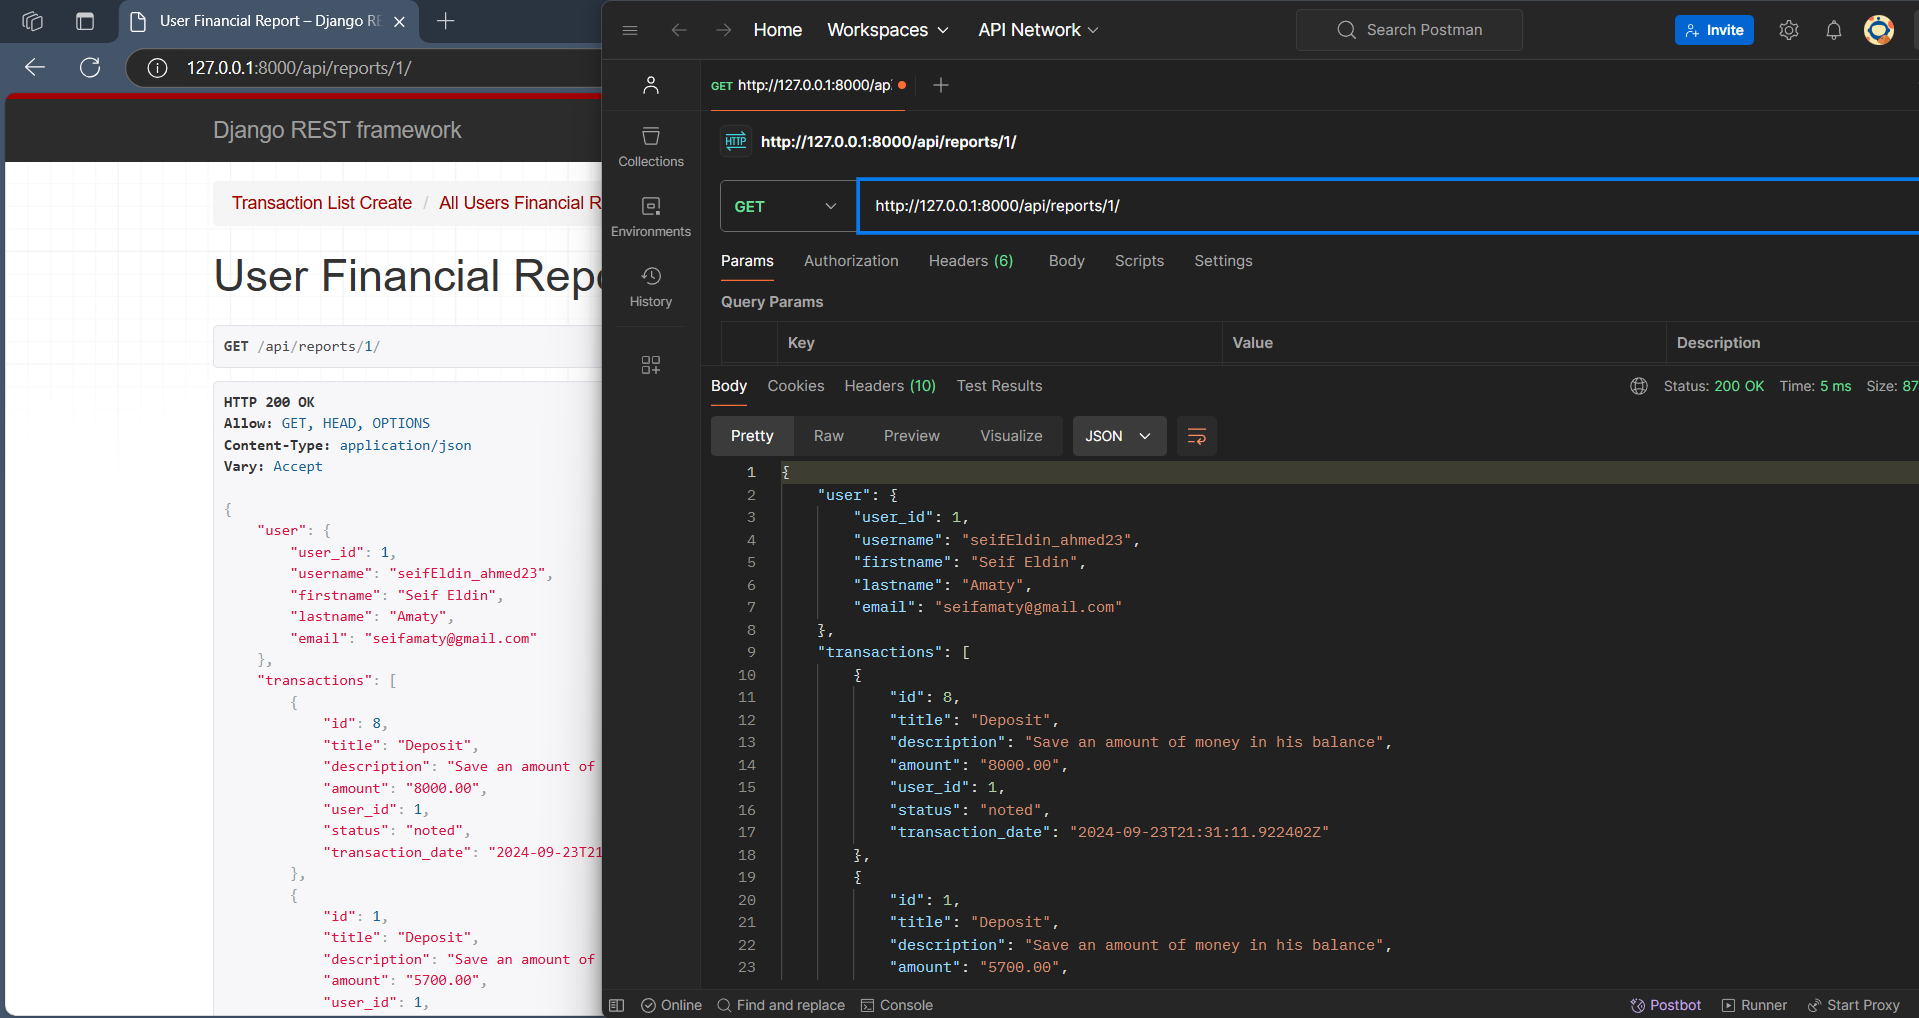 User Financial Report – Django RE
127.0.0.1:8000/api/reports/1/
Django REST framework
Transaction List Create / All Users Financial R
User Financial Repo
GET /api/reports/1/
HTTP 200 OK
Allow: GET, HEAD, OPTIONS
Content-Type: application/json
Vary: Accept
{
"user": {
"user_id": 1,
"username": "seifEldin_ahmed23",
"firstname": "Seif Eldin",
"lastname": "Amaty",
"email": "seifamaty@gmail.com"
},
"transactions": [
{
"id": 8,
"title": "Deposit",
"description": "Save an amount of
"amount": "8000.00",
"user_id": 1,
"status": "noted",
"transaction_date": "2024-09-23T21
},
{
"id": 1,
"title": "Deposit",
"description": "Save an amount of
"amount": "5700.00",
"user_id": 1,
Home Workspaces API Network Search Postman Invite
GET http://127.0.0.1:8000/ap
Collections
Environments
History
HTTP http://127.0.0.1:8000/api/reports/1/
GET http://127.0.0.1:8000/api/reports/1/
Params Authorization Headers (6) Body Scripts Settings
Query Params
Key Value Description
Body Cookies Headers (10) Test Results Status: 200 OK Time: 5 ms Size: 87
Pretty Raw Preview Visualize JSON
1 {
2 "user": {
3 "user_id": 1,
4 "username": "seifEldin_ahmed23",
5 "firstname": "Seif Eldin",
6 "lastname": "Amaty",
7 "email": "seifamaty@gmail.com"
8 },
9 "transactions": [
10 {
11 "id": 8,
12 "title": "Deposit",
13 "description": "Save an amount of money in his balance",
14 "amount": "8000.00",
15 "user_id": 1,
16 "status": "noted",
17 "transaction_date": "2024-09-23T21:31:11.922402Z"
18 },
19 {
20 "id": 1,
21 "title": "Deposit",
22 "description": "Save an amount of money in his balance",
23 "amount": "5700.00",
Online Find and replace Console Postbot Runner Start Proxy